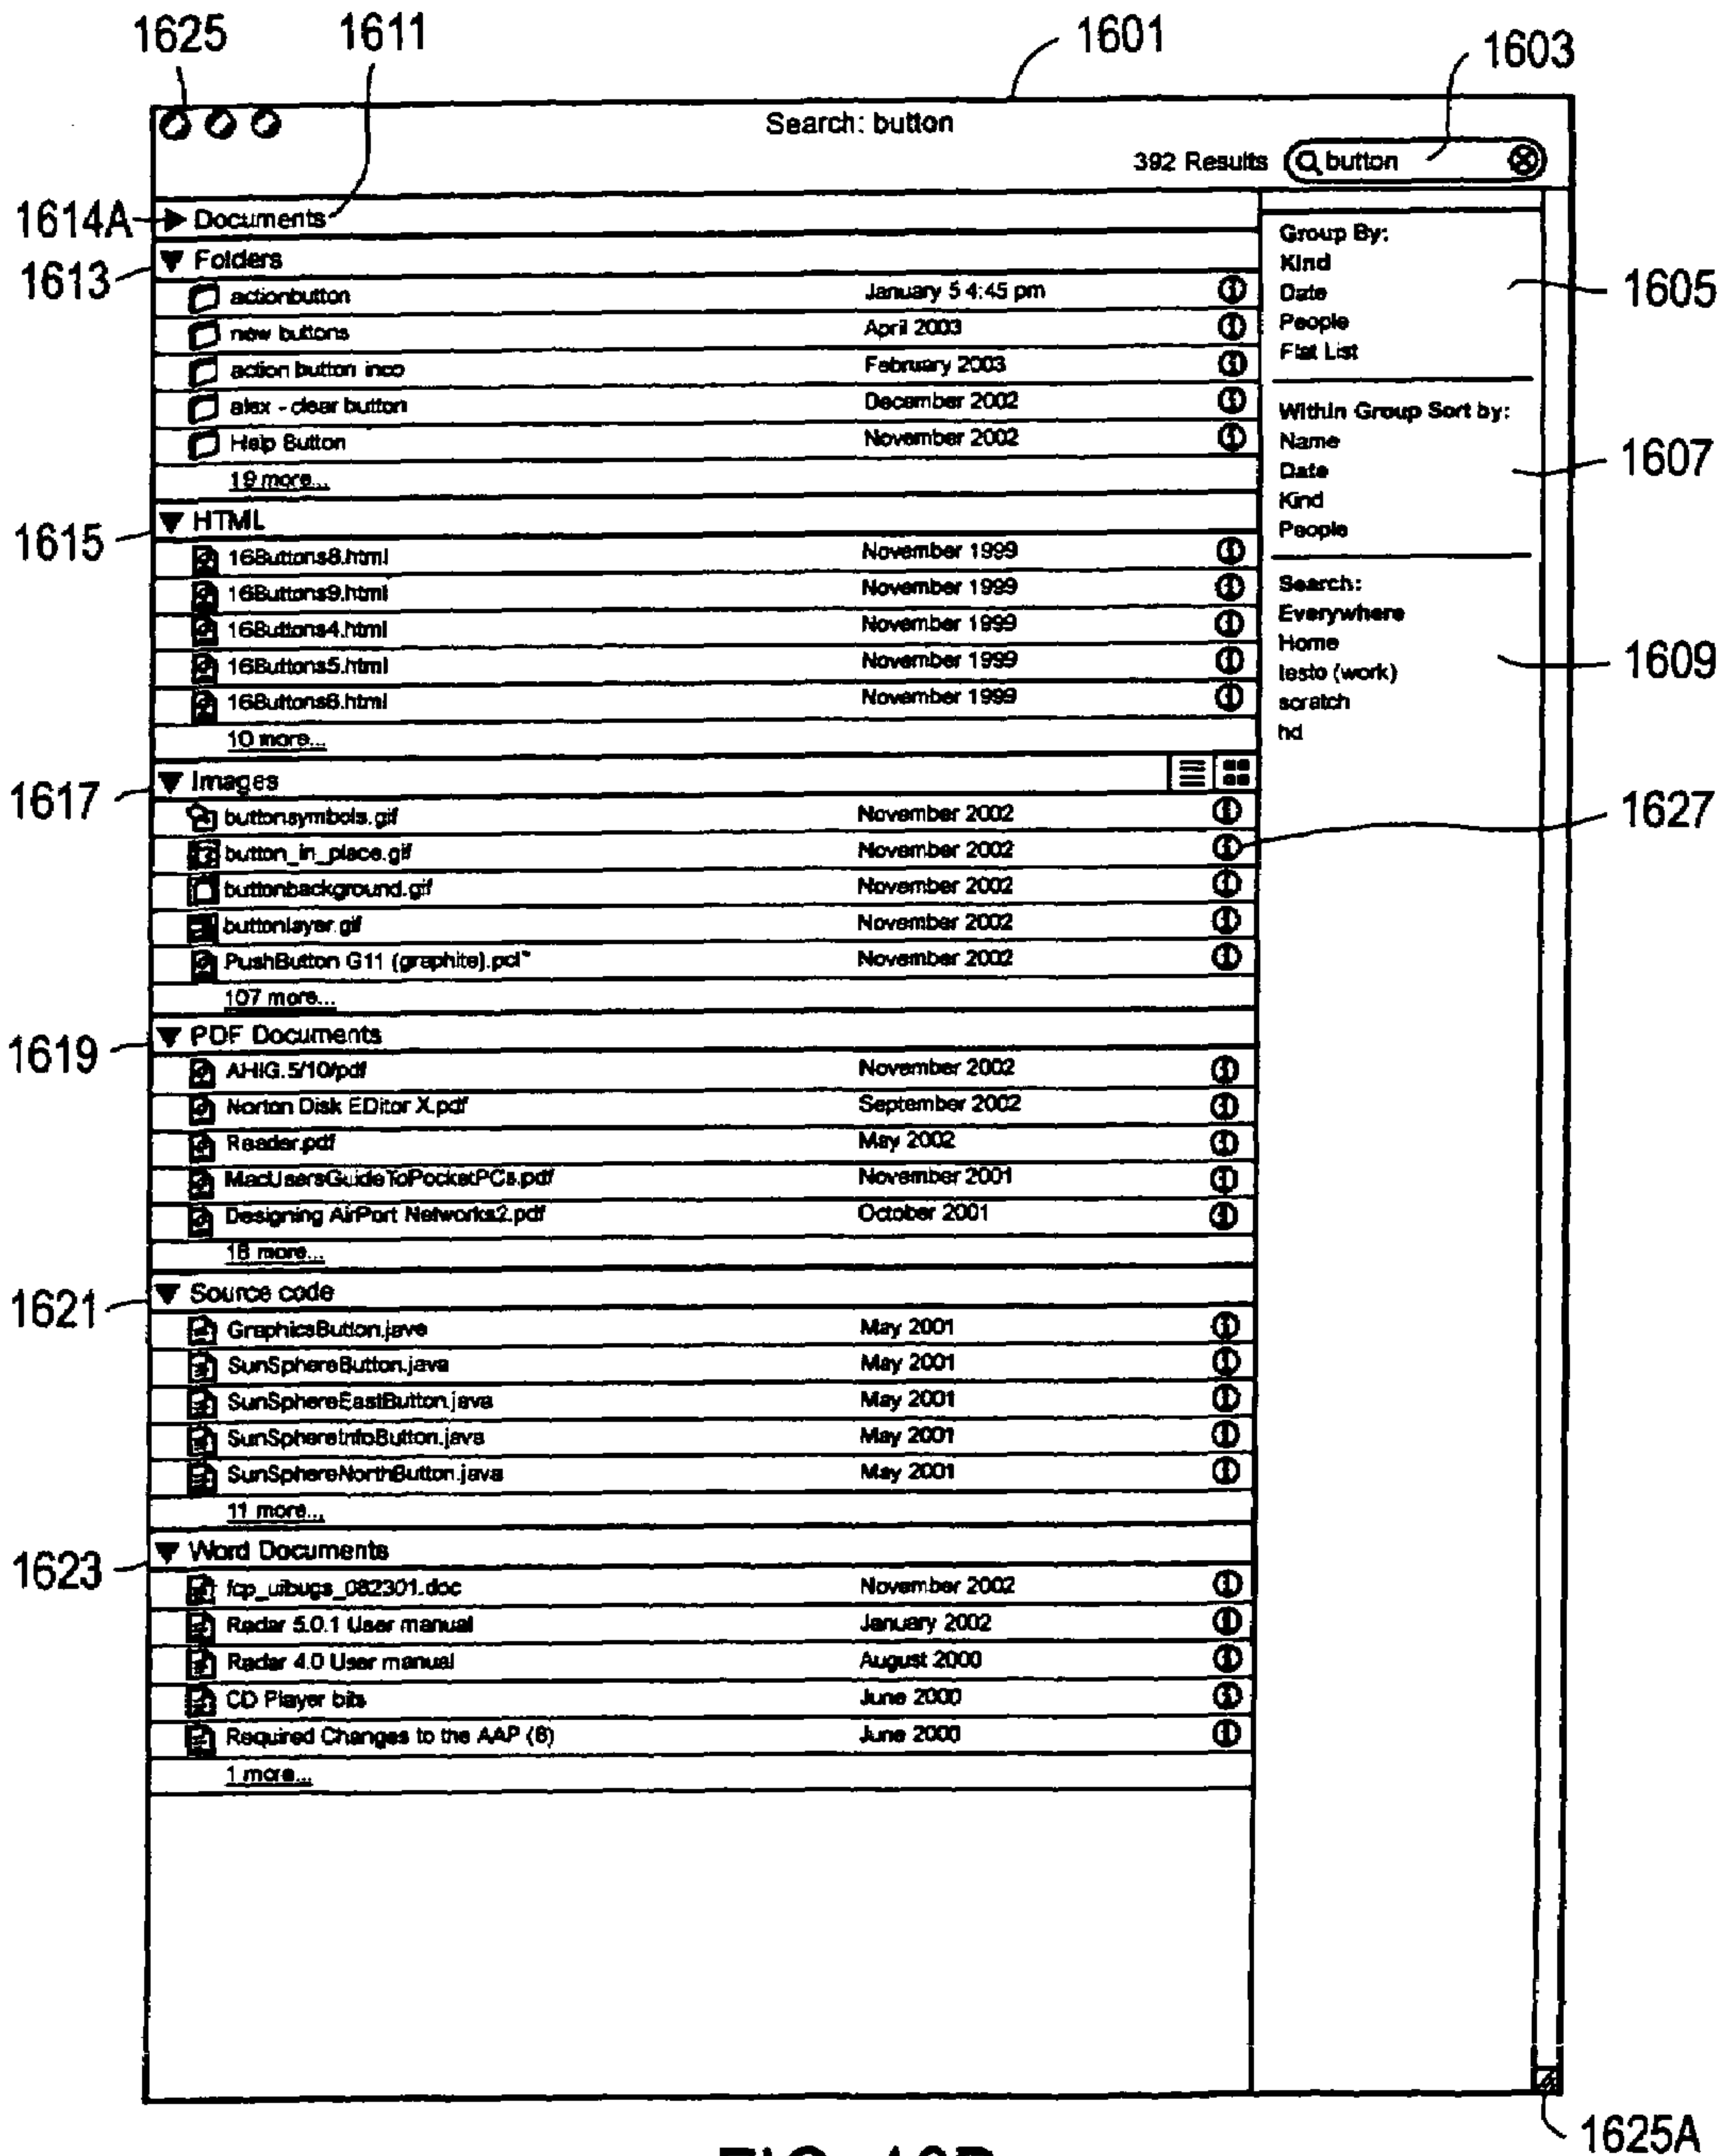 1625 1611 1601 1603
Search: button
392 Results button
1614A Documents
1613 Folders
actionbutton January 5 4:45 pm
new buttons April 2003
action button inco February 2003
alex - clear button December 2002
Help Button November 2002
19 more...
1615 HTML
16Buttons8.html November 1999
16Buttons9.html November 1999
16Buttons4.html November 1999
16Buttons5.html November 1999
16Buttons6.html November 1999
10 more...
1617 Images
buttonsymbols.gif November 2002
button_in_place.gif November 2002
buttonbackground.gif November 2002
buttonlayer.gif November 2002
PushButton G11 (graphite).pcl" November 2002
107 more...
1619 PDF Documents
AHIG.5/10/pdf November 2002
Norton Disk EDitor X.pdf September 2002
Reader.pdf May 2002
MacUsersGuideToPocketPCs.pdf November 2001
Designing AirPort Networks2.pdf October 2001
more...
1621 Source code
GraphicsButton.jave May 2001
SunSphereButton.java May 2001
SunSphereEastButton.java May 2001
SunSphereInfoButton.java May 2001
SunSphereNorthButton.java May 2001
11 more...
1623 Word Documents
fcp_uibugs_082301.doc November 2002
Radar 5.0.1 User manual January 2002
Radar 4.0 User manual August 2000
CD Player bits June 2000
Required Changes to the AAP (6) June 2000
1 more...
Group By:
Kind
Date 1605
People
Flat List
Within Group Sort by:
Name
Date 1607
Kind
People
Search:
Everywhere
Home
testo (work) 1609
scratch
hd
1627
1625A